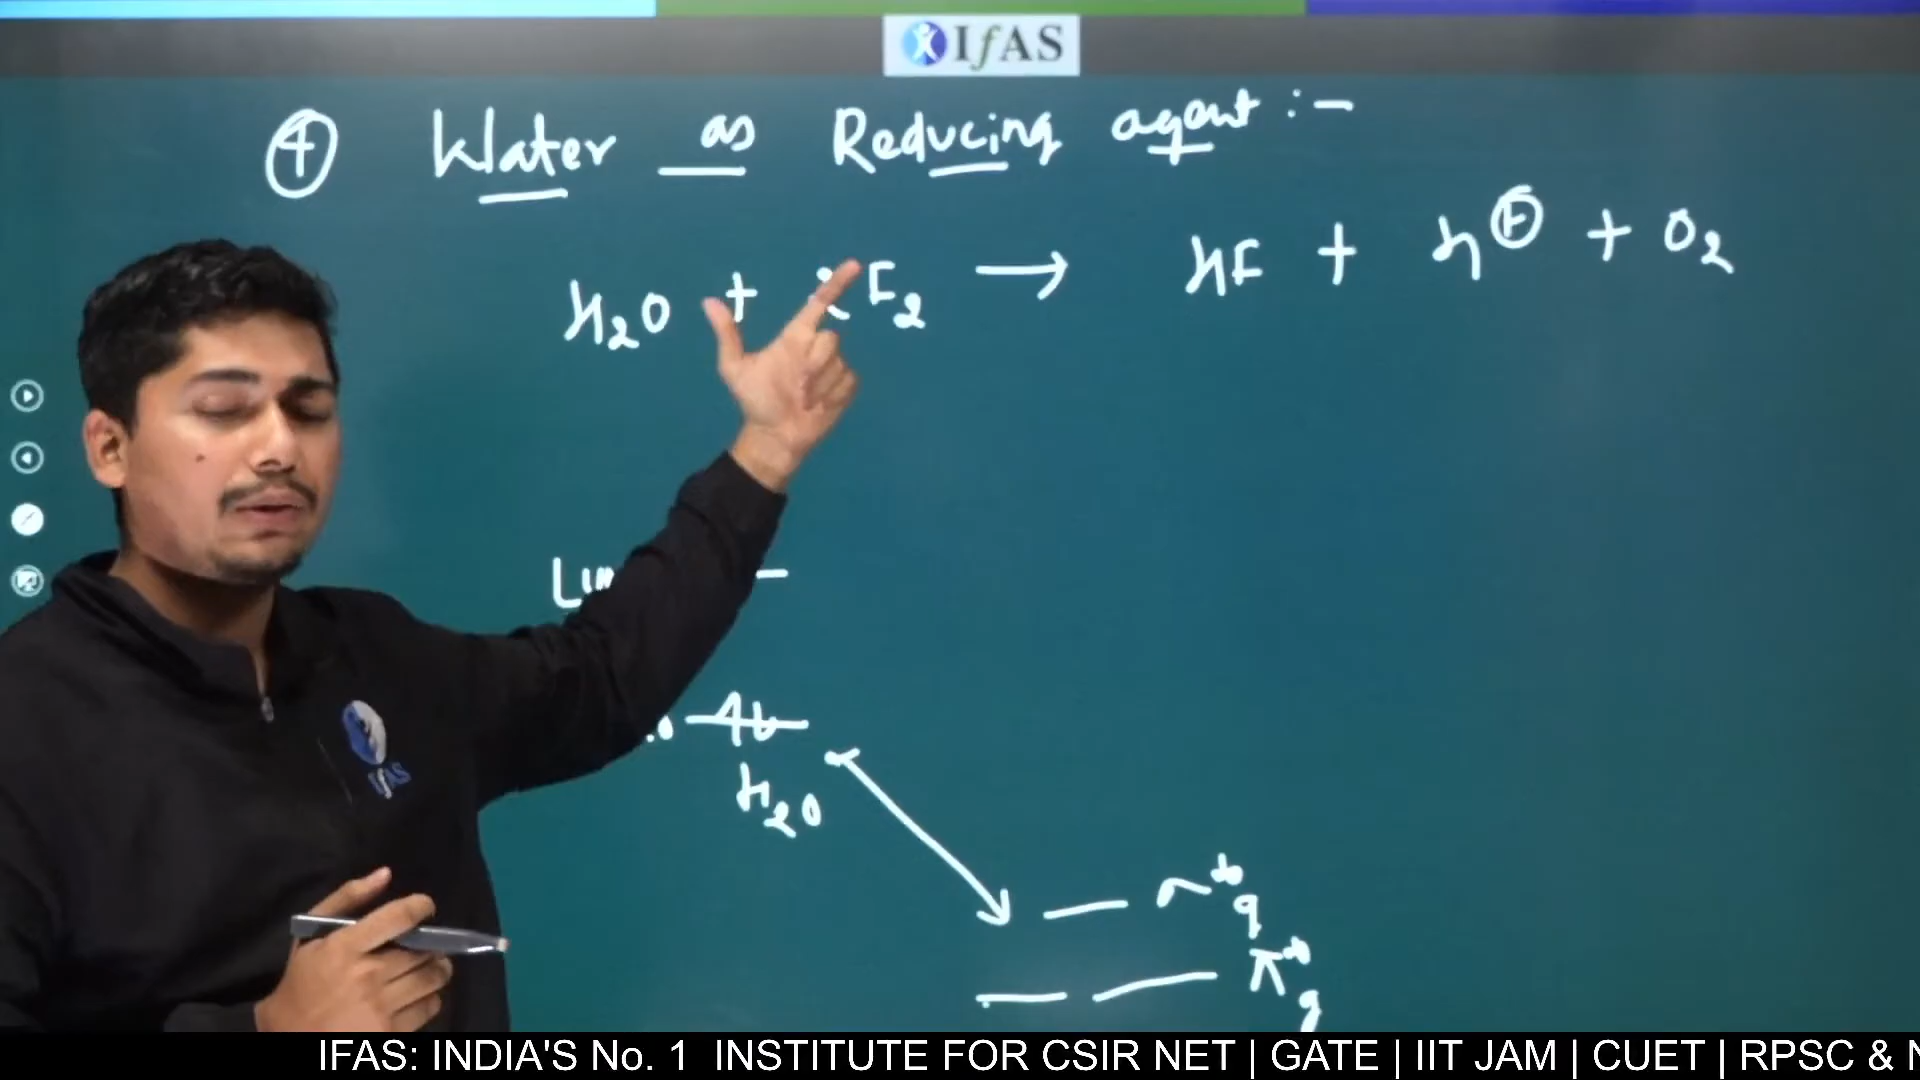 IfAS
④ Water as Reducing agent :-
H2O + F2 → HF + H⊕ + O2
H2O
σ*g
π*g
IfAS
IFAS: INDIA'S No. 1 INSTITUTE FOR CSIR NET | GATE | IIT JAM | CUET | RPSC &